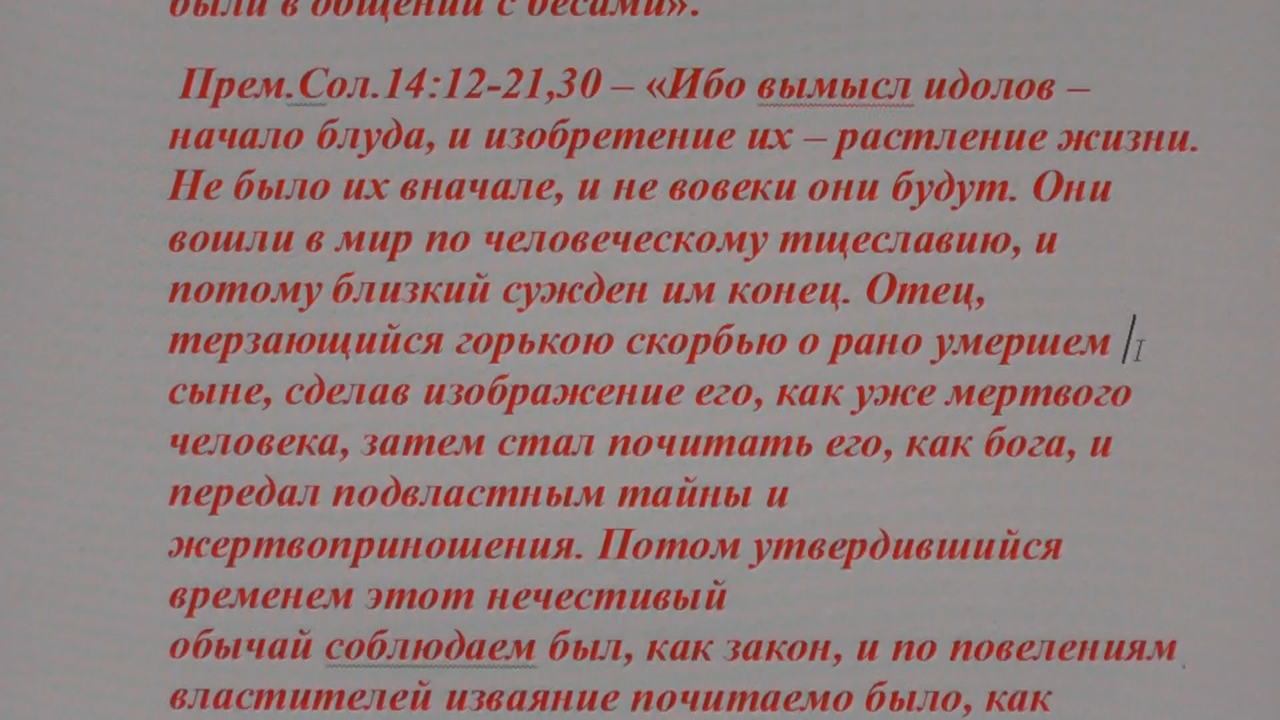 были в общении с бесами».
Прем.Сол.14:12-21,30 – «Ибо вымысл идолов –
начало блуда, и изобретение их – растление жизни.
Не было их вначале, и не вовеки они будут. Они
вошли в мир по человеческому тщеславию, и
потому близкий сужден им конец. Отец,
терзающийся горькою скорбью о рано умершем
сыне, сделав изображение его, как уже мертвого
человека, затем стал почитать его, как бога, и
передал подвластным тайны и
жертвоприношения. Потом утвердившийся
временем этот нечестивый
обычай соблюдаем был, как закон, и по повелениям
властителей изваяние почитаемо было, как